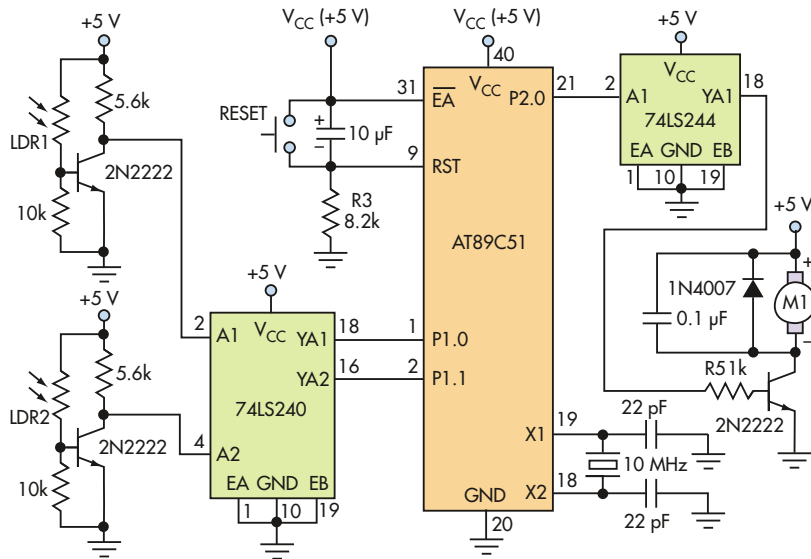 +5 V
5.6k
LDR1
2N2222
10k
+5 V
5.6k
LDR2
2N2222
10k
VCC (+5 V)
RESET
+
10 µF
–
R3
8.2k
+5 V
VCC
2 A1
YA1 18
YA2 16
74LS240
4 A2
EA GND EB
1 10 19
VCC (+5 V)
40
VCC
31 EA
P2.0 21
9 RST
AT89C51
1 P1.0
2 P1.1
X1 19
X2 18
GND
20
22 pF
10 MHz
22 pF
+5 V
VCC
2 A1
YA1 18
74LS244
EA GND EB
1 10 19
+5 V
1N4007
0.1 µF
+
M1
–
R51k
2N2222